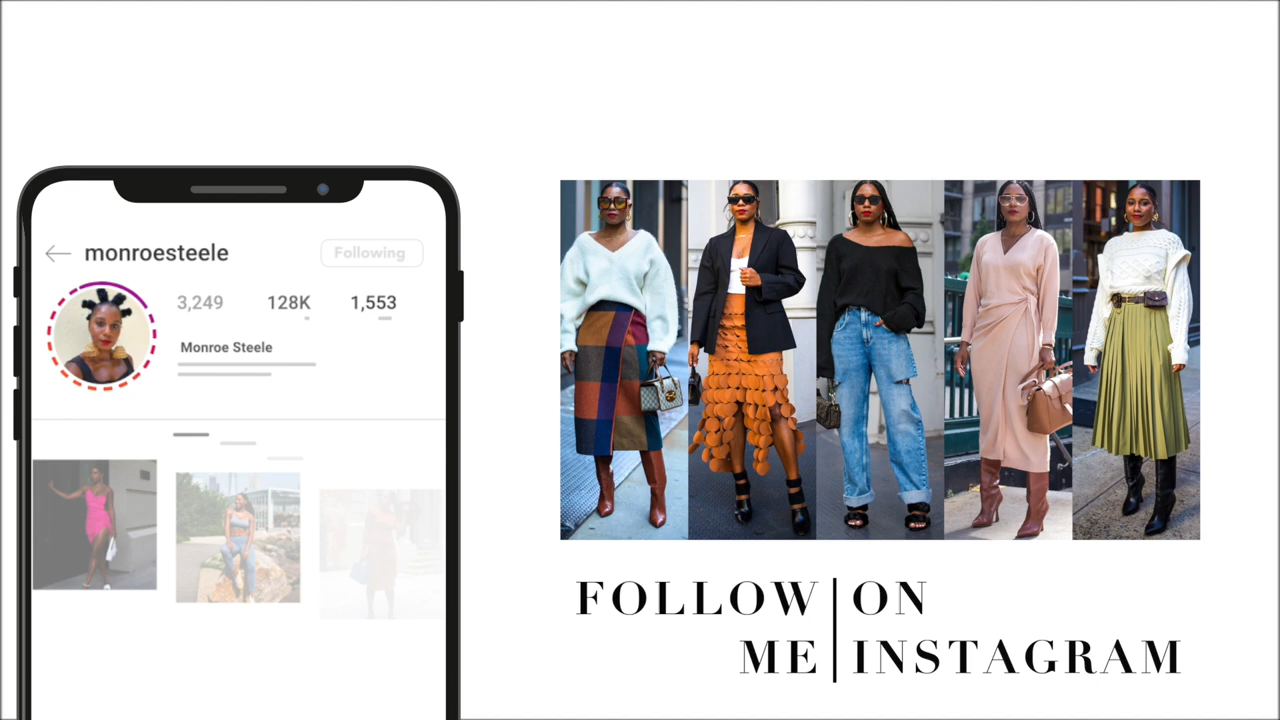 monroesteele
Following
3,249 128K 1,553
Monroe Steele
FOLLOW ON
ME INSTAGRAM